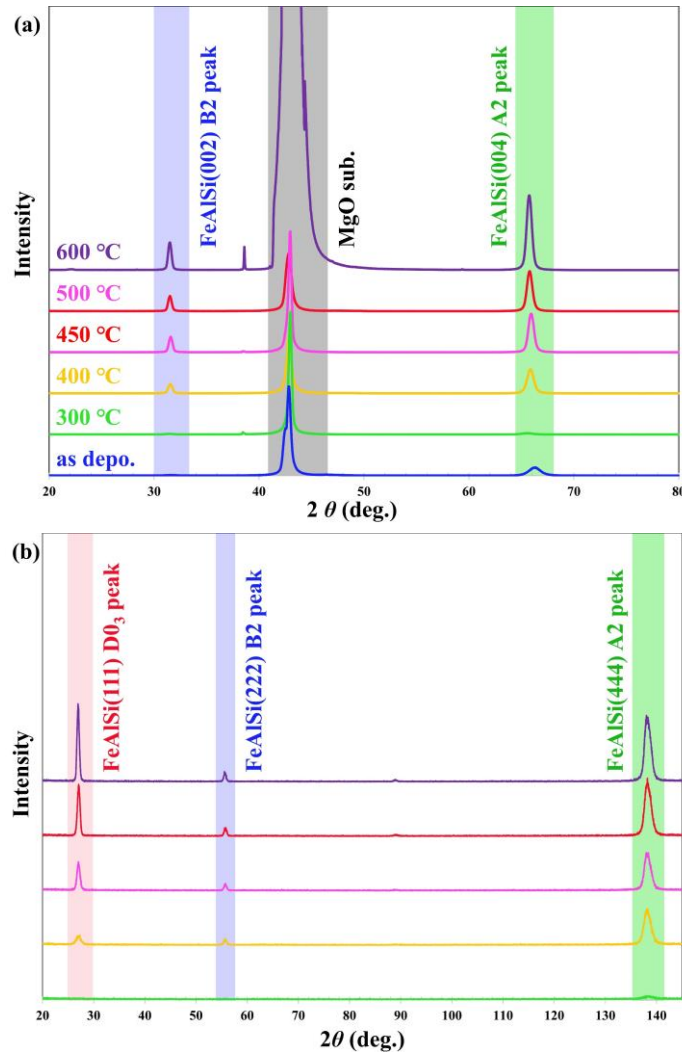 (a)
FeAlSi(002) B2 peak
MgO sub.
FeAlSi(004) A2 peak
Intensity
600 °C
500 °C
450 °C
400 °C
300 °C
as depo.
20 30 40 50 60 70 80
2 θ (deg.)
(b)
FeAlSi(111) D0₃ peak
FeAlSi(222) B2 peak
FeAlSi(444) A2 peak
Intensity
20 30 40 50 60 70 80 90 100 110 120 130 140
2θ (deg.)